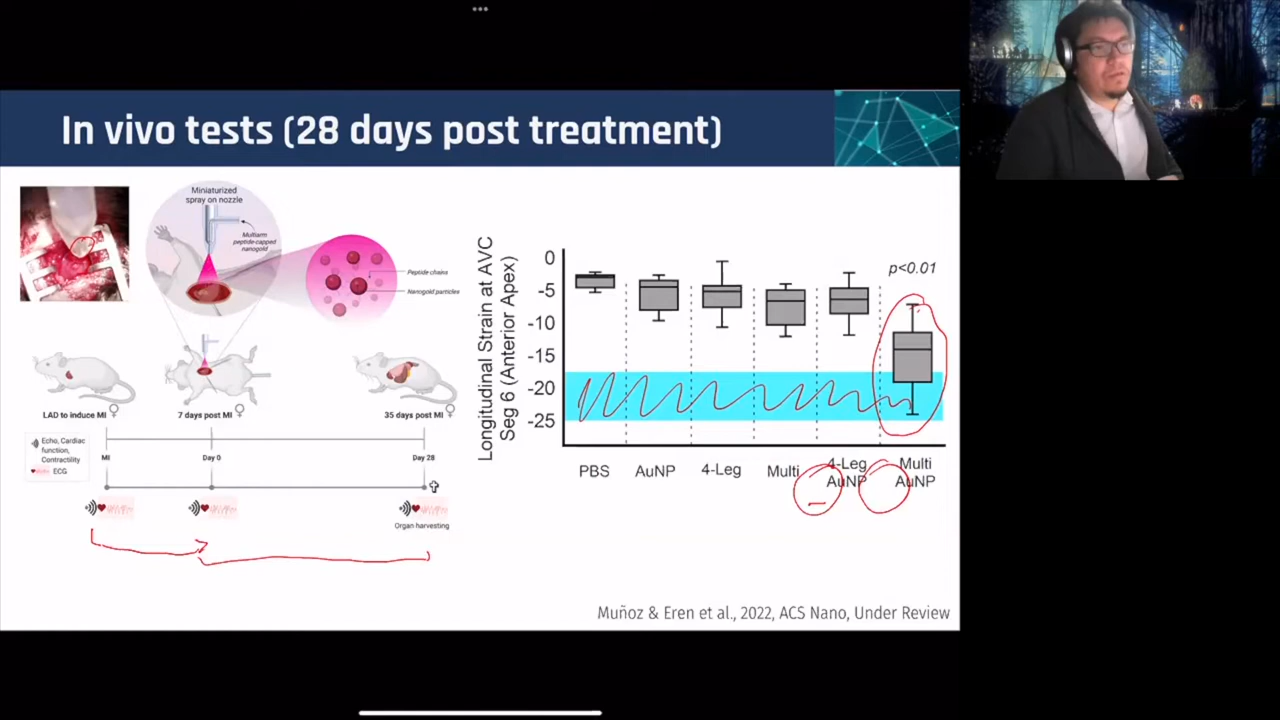 In vivo tests (28 days post treatment)
Miniaturized
spray on nozzle
Multiarm
peptide-capped
nanogold
Peptide chains
Nanogold particles
LAD to induce MI ♀
7 days post MI ♀
35 days post MI ♀
Echo, Cardiac
function,
Contractility
ECG
MI
Day 0
Day 28
Organ harvesting
Longitudinal Strain at AVC
Seg 6 (Anterior Apex)
0
-5
-10
-15
-20
-25
p<0.01
PBS
AuNP
4-Leg
Multi
4-Leg
AuNP
Multi
AuNP
Muñoz & Eren et al., 2022, ACS Nano, Under Review